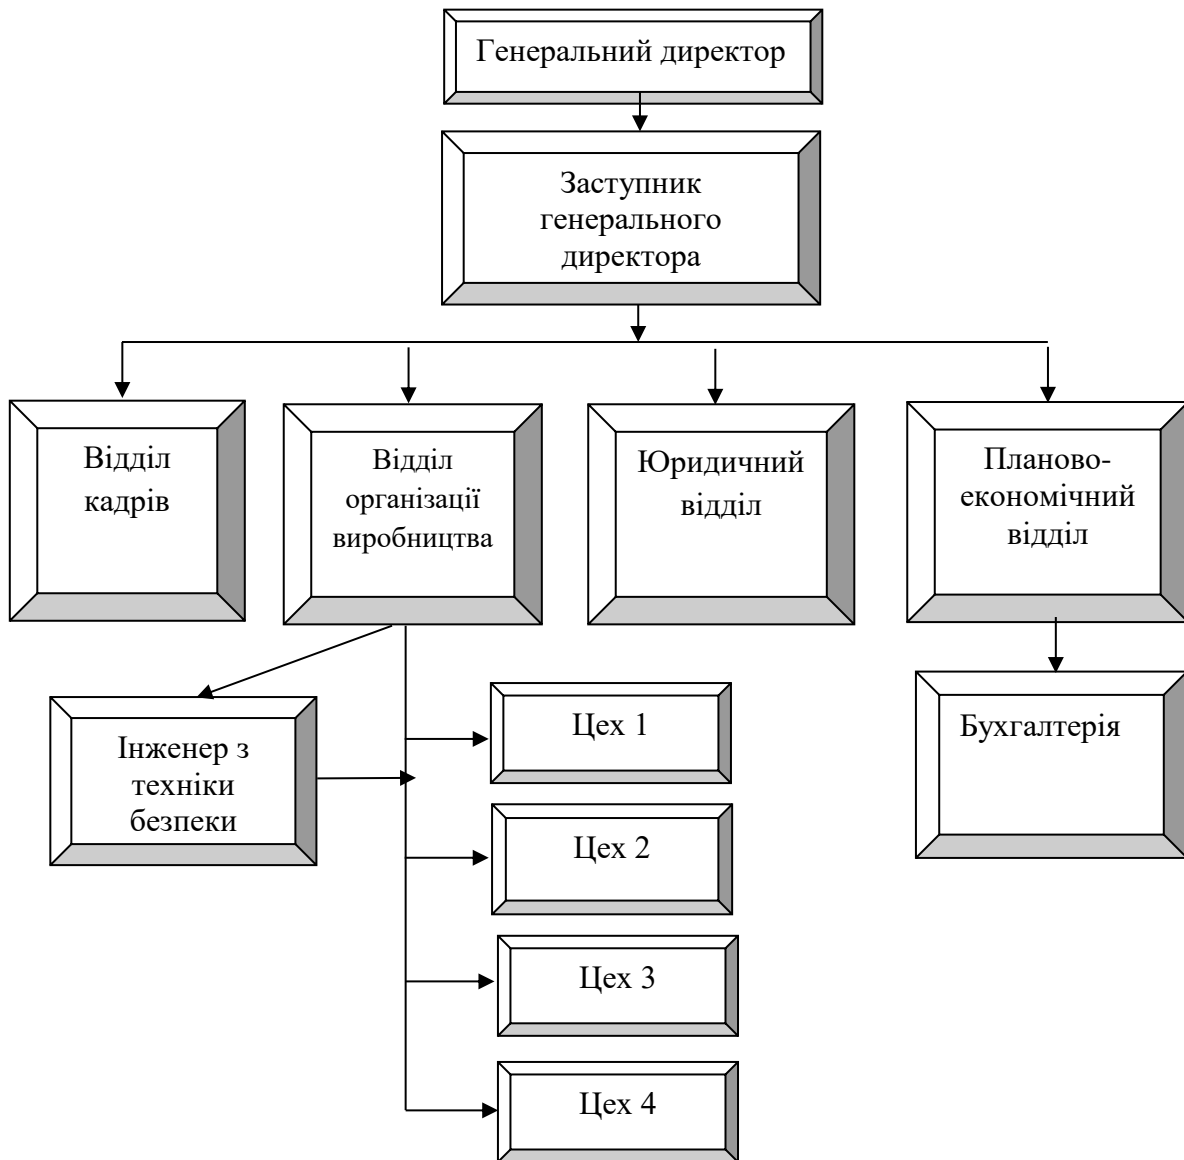 Генеральний директор
Заступник
генерального
директора
Відділ
кадрів
Відділ
організації
виробництва
Юридичний
відділ
Планово-
економічний
відділ
Інженер з
техніки
безпеки
Цех 1
Цех 2
Цех 3
Цех 4
Бухгалтерія